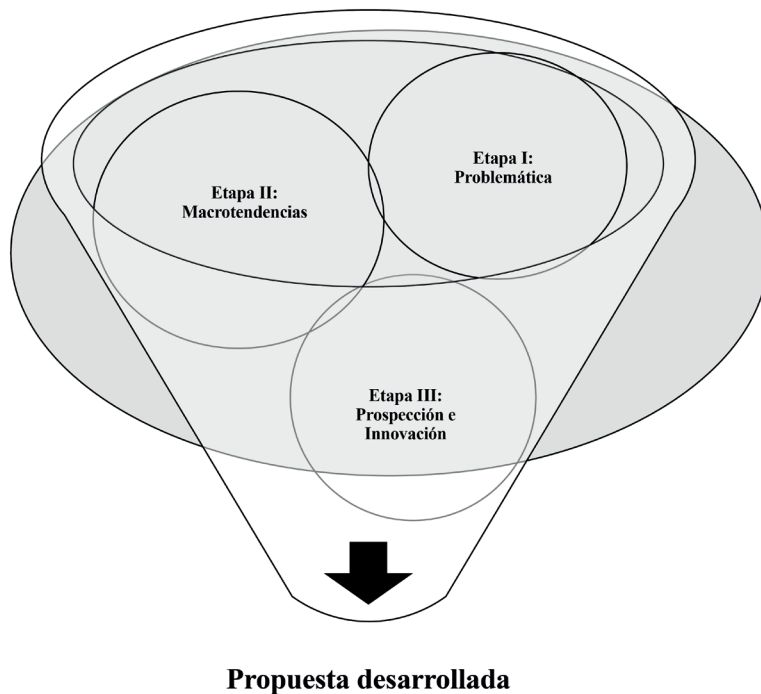 Etapa I:
Problemática
Etapa II:
Macrotendencias
Etapa III:
Prospección e
Innovación
Propuesta desarrollada